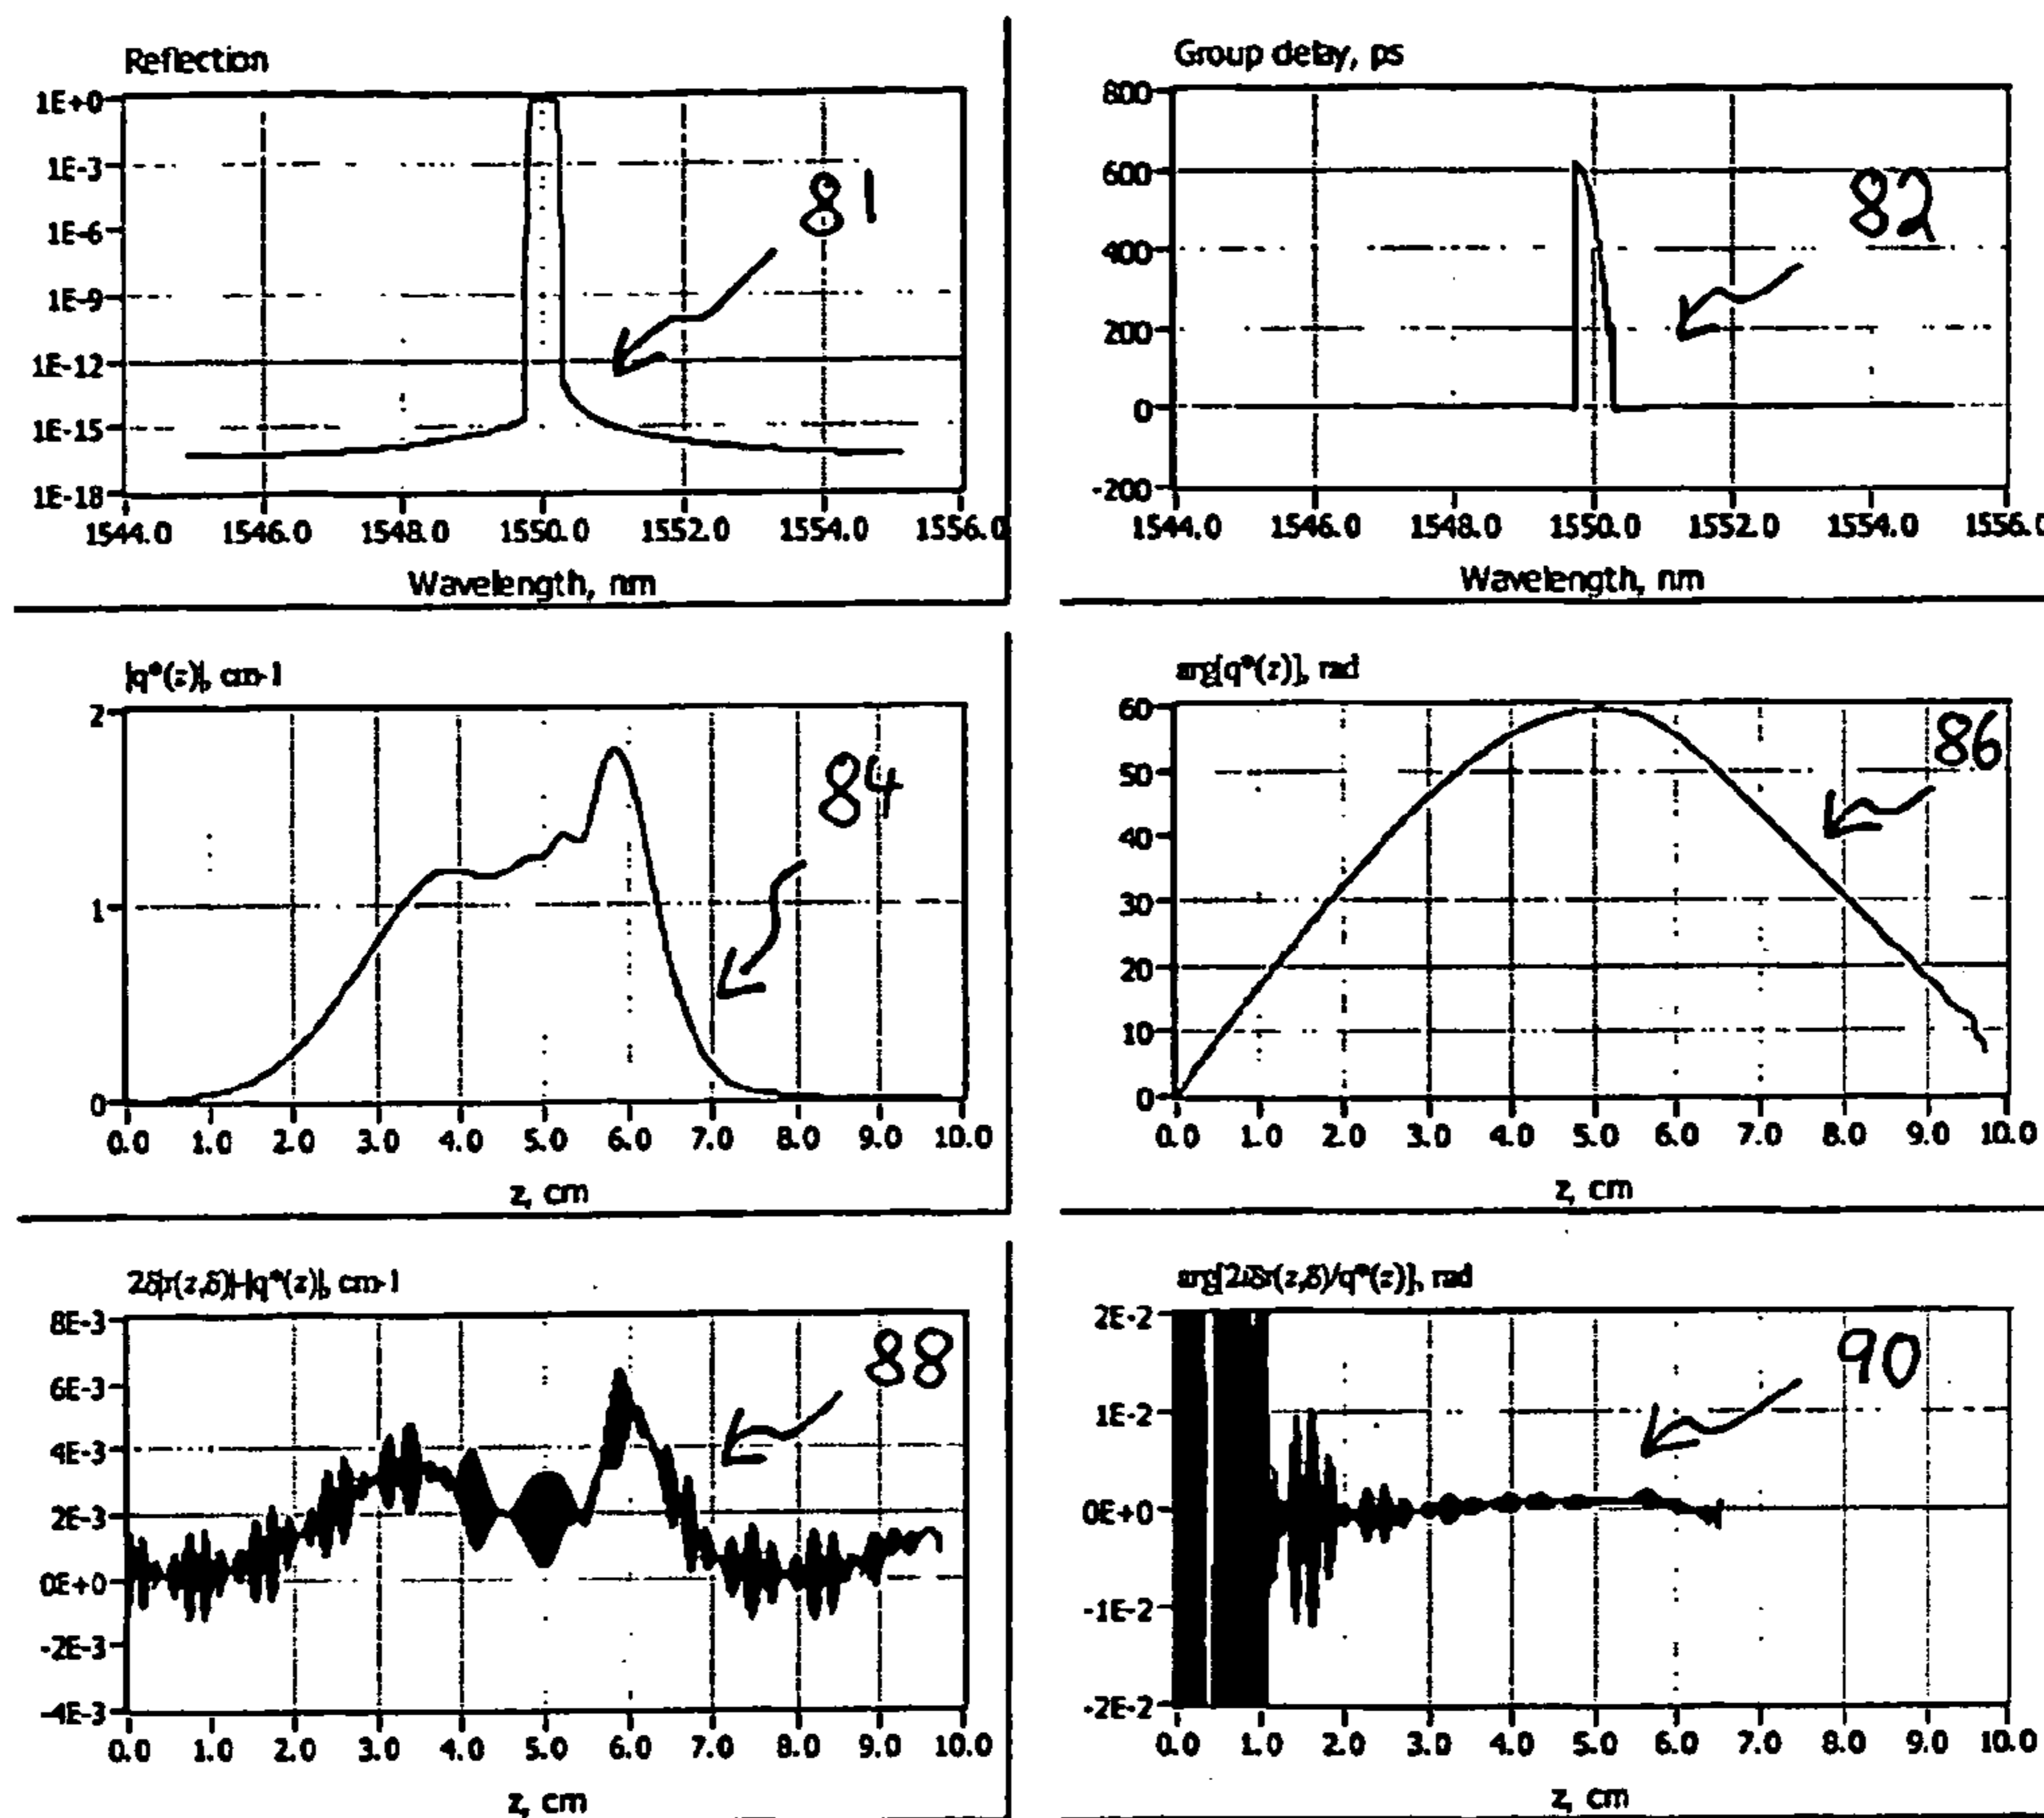 Reflection
1E+0
1E-3
1E-6
1E-9
1E-12
1E-15
1E-18
1544.0 1546.0 1548.0 1550.0 1552.0 1554.0 1556.0
Wavelength, nm
81
Group delay, ps
800
600
400
200
0
-200
1544.0 1546.0 1548.0 1550.0 1552.0 1554.0 1556.0
Wavelength, nm
82
|q*(z)|, cm-1
2
1
0
0.0 1.0 2.0 3.0 4.0 5.0 6.0 7.0 8.0 9.0 10.0
z, cm
84
arg[q*(z)], rad
60
50
40
30
20
10
0
0.0 1.0 2.0 3.0 4.0 5.0 6.0 7.0 8.0 9.0 10.0
z, cm
86
2δ|r(z,δ)|-|q*(z)|, cm-1
8E-3
6E-3
4E-3
2E-3
0E+0
-2E-3
-4E-3
0.0 1.0 2.0 3.0 4.0 5.0 6.0 7.0 8.0 9.0 10.0
z, cm
88
arg[2iδr(z,δ)/q*(z)], rad
2E-2
1E-2
0E+0
-1E-2
-2E-2
0.0 1.0 2.0 3.0 4.0 5.0 6.0 7.0 8.0 9.0 10.0
z, cm
90